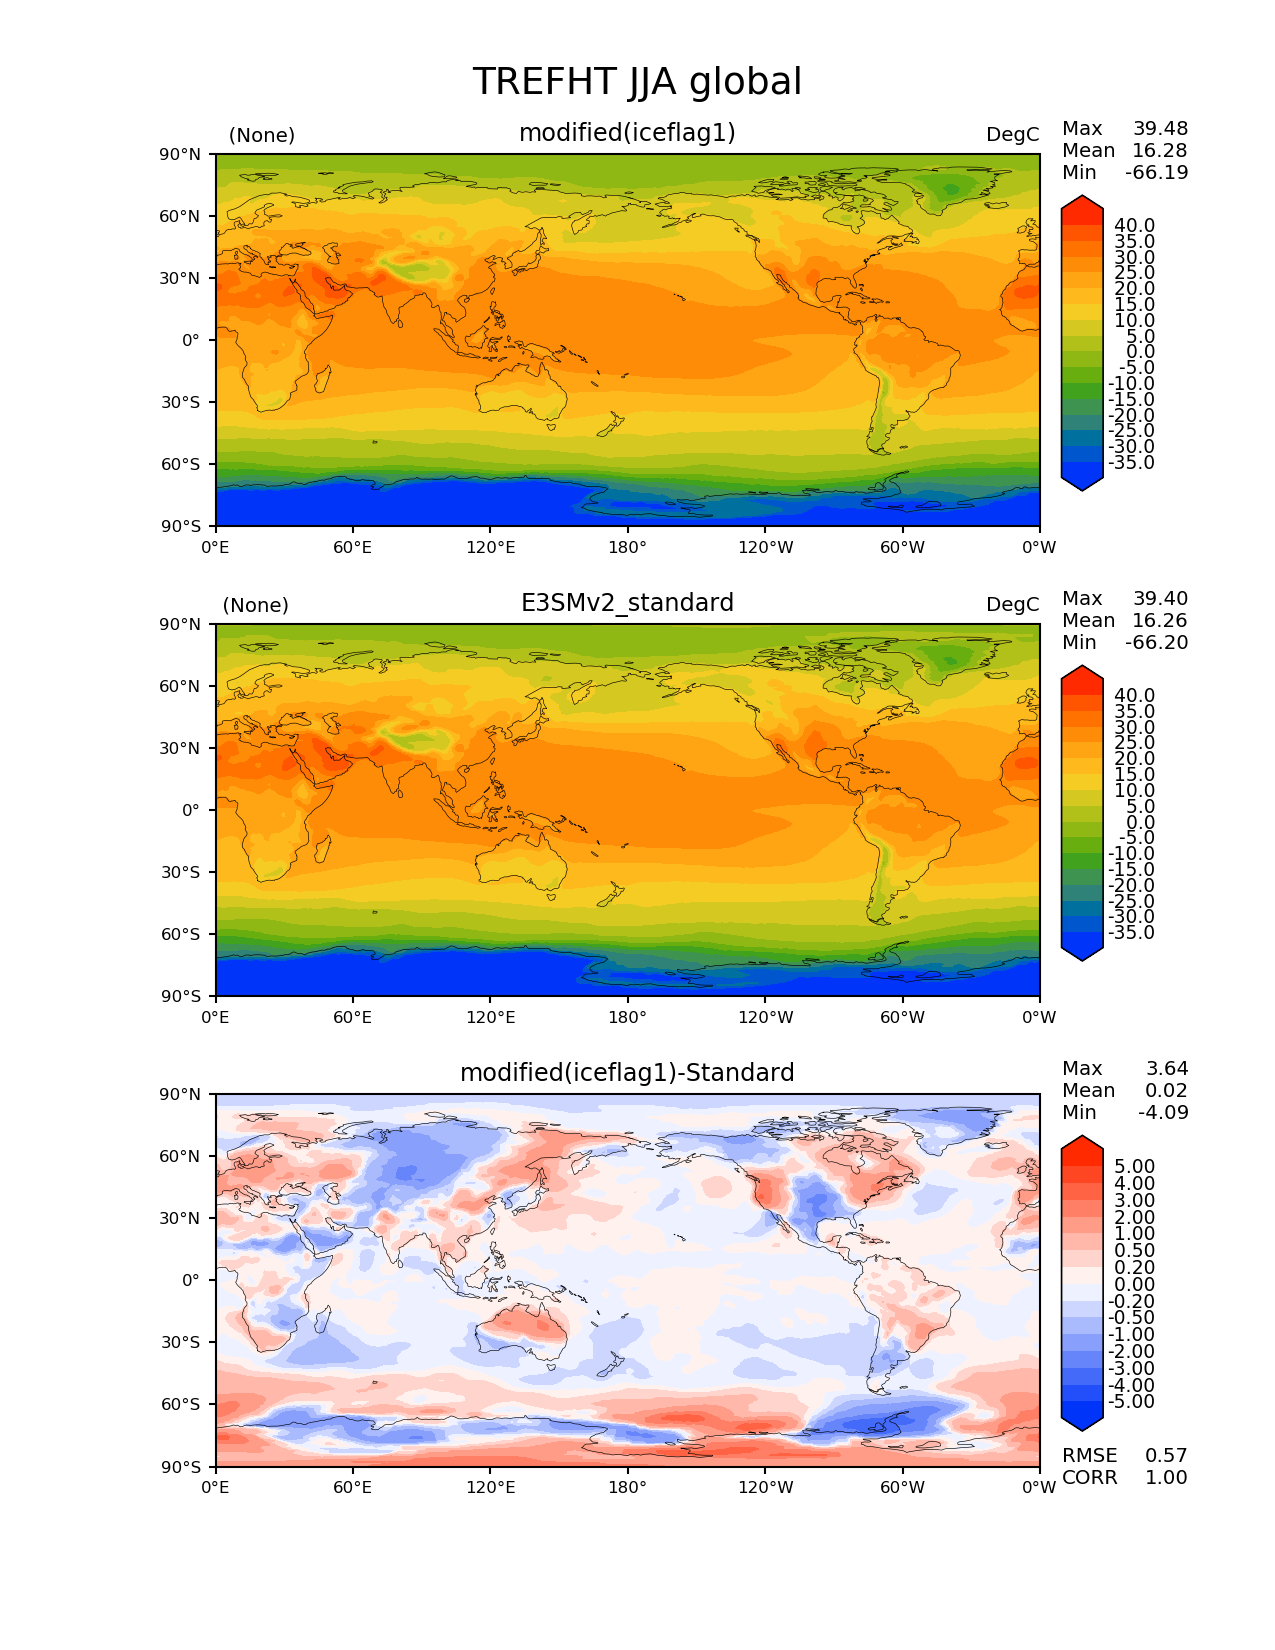 TREFHT JJA global
(None) modified(iceflag1) DegC
Max 39.48
Mean 16.28
Min -66.19
90°N
60°N
30°N
0°
30°S
60°S
90°S
0°E 60°E 120°E 180° 120°W 60°W 0°W
40.0
35.0
30.0
25.0
20.0
15.0
10.0
5.0
0.0
-5.0
-10.0
-15.0
-20.0
-25.0
-30.0
-35.0
(None) E3SMv2_standard DegC
Max 39.40
Mean 16.26
Min -66.20
90°N
60°N
30°N
0°
30°S
60°S
90°S
0°E 60°E 120°E 180° 120°W 60°W 0°W
40.0
35.0
30.0
25.0
20.0
15.0
10.0
5.0
0.0
-5.0
-10.0
-15.0
-20.0
-25.0
-30.0
-35.0
modified(iceflag1)-Standard
Max 3.64
Mean 0.02
Min -4.09
90°N
60°N
30°N
0°
30°S
60°S
90°S
0°E 60°E 120°E 180° 120°W 60°W 0°W
5.00
4.00
3.00
2.00
1.00
0.50
0.20
0.00
-0.20
-0.50
-1.00
-2.00
-3.00
-4.00
-5.00
RMSE 0.57
CORR 1.00